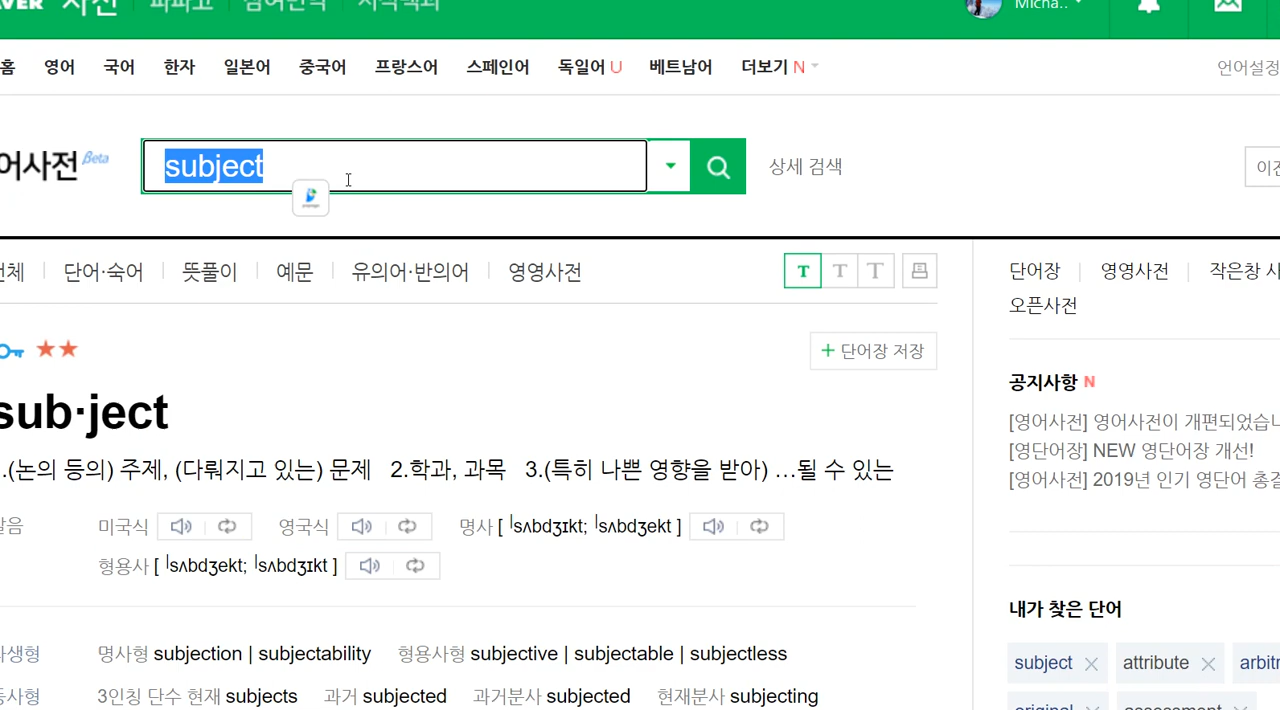 사전 파파고
Micha..
홈 영어 국어 한자 일본어 중국어 프랑스어 스페인어 독일어 U 베트남어 더보기 N 언어설정
어사전 Beta subject 상세 검색
단어·숙어 뜻풀이 예문 유의어·반의어 영영사전 T T T
단어장 영영사전 작은창
오픈사전
★★ + 단어장 저장
공지사항 N
sub·ject
[영어사전] 영어사전이 개편되었습니
[영단어장] NEW 영단어장 개선!
[영어사전] 2019년 인기 영단어 총결
.(논의 등의) 주제, (다뤄지고 있는) 문제 2.학과, 과목 3.(특히 나쁜 영향을 받아) …될 수 있는
미국식 영국식 명사 [ ˈsʌbdʒɪkt; ˈsʌbdʒekt ]
형용사 [ ˈsʌbdʒekt; ˈsʌbdʒɪkt ]
내가 찾은 단어
명사형 subjection | subjectability 형용사형 subjective | subjectable | subjectless
subject attribute arbitr
3인칭 단수 현재 subjects 과거 subjected 과거분사 subjected 현재분사 subjecting
original assessment